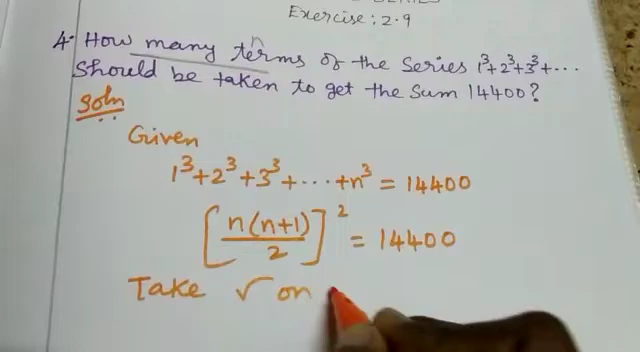 Exercise: 2.9
4. How many terms of the series 1³+2³+3³+...
should be taken to get the sum 14400?
Soln
Given
1³+2³+3³+...+n³ = 14400
[n(n+1)/2]² = 14400
Take √ on